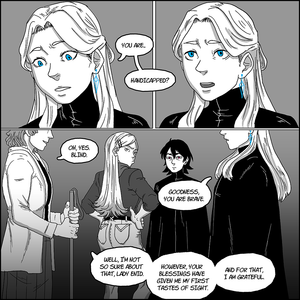 YOU ARE,
HANDICAPPED?
OH, YES.
BLIND.
GOODNESS,
YOU ARE BRAVE.
WELL, I'M NOT
SO SURE ABOUT
THAT, LADY ENID.
HOWEVER, YOUR
BLESSINGS HAVE
GIVEN ME MY FIRST
TASTES OF SIGHT.
AND FOR THAT,
I AM GRATEFUL.